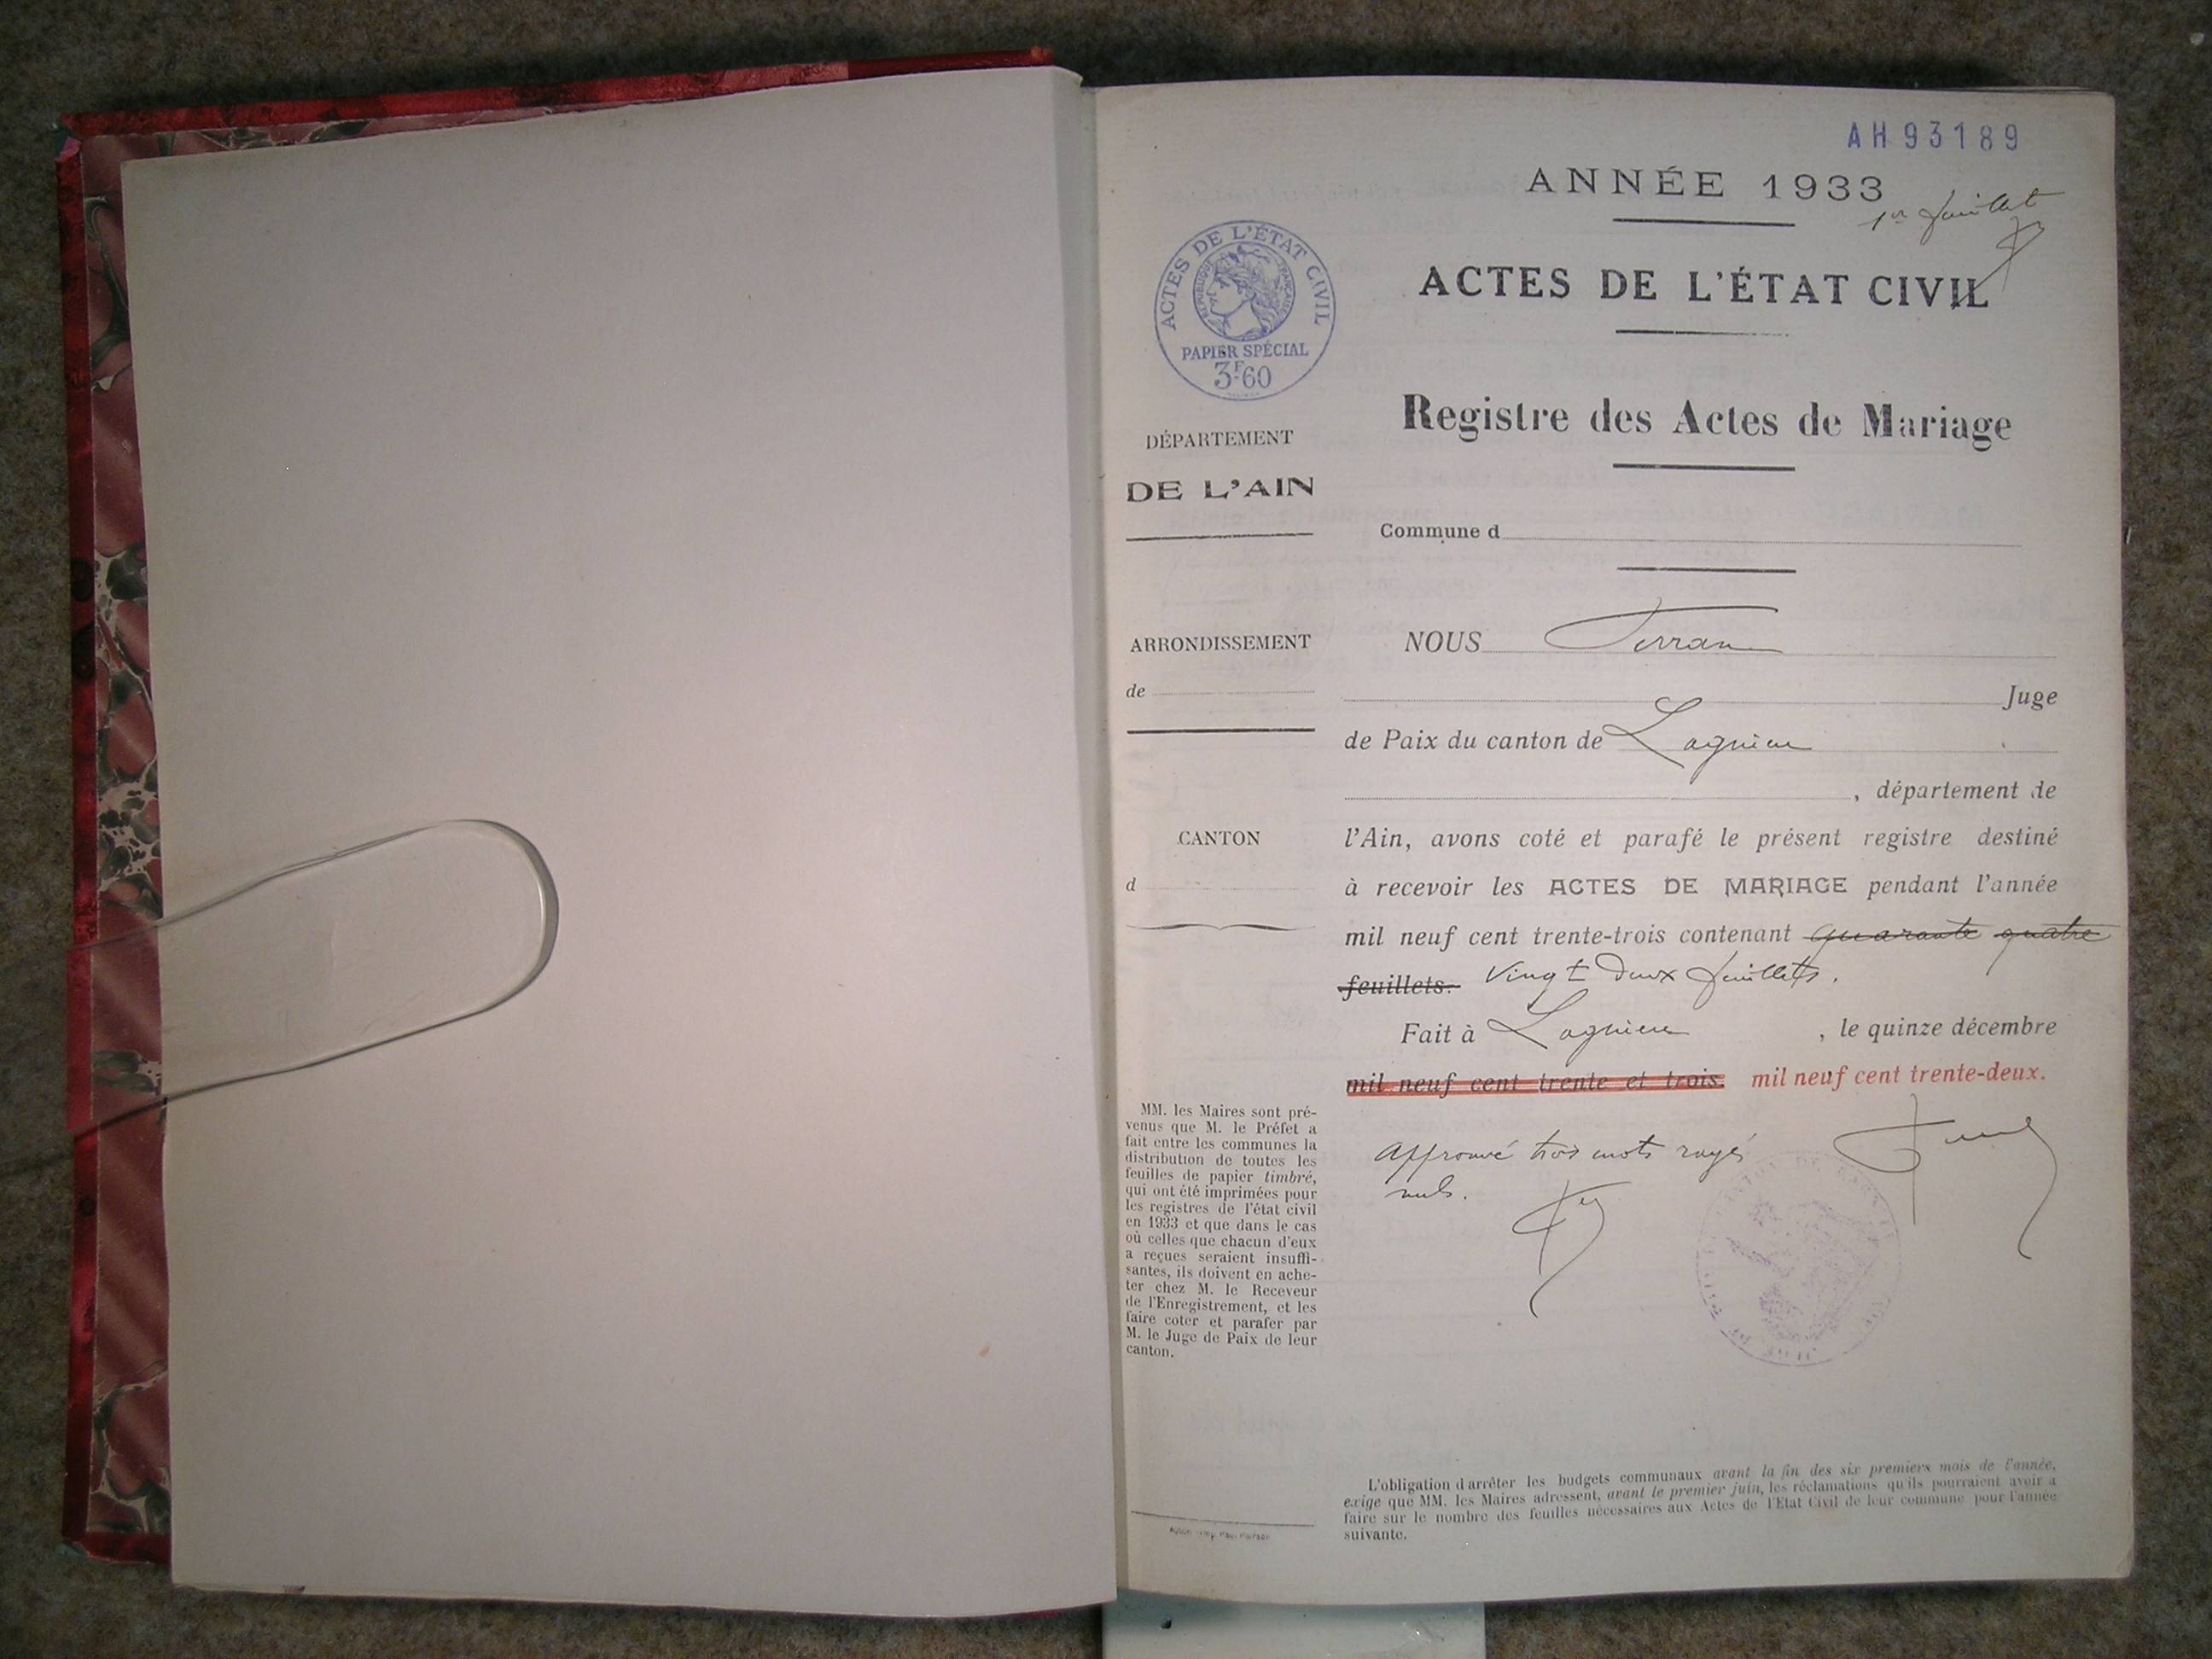 AH 93189
ANNÉE 1933
1er feuillet
ACTES DE L'ÉTAT CIVIL
RÉPUBLIQUE FRANÇAISE
PAPIER SPÉCIAL
3F.60
ACTES DE L'ÉTAT CIVIL
Registre des Actes de Mariage
DÉPARTEMENT
DE L'AIN
Commune d
ARRONDISSEMENT
de
NOUS Ferran
Juge
de Paix du canton de Lagnieu
, département de
CANTON
d
l'Ain, avons coté et parafé le présent registre destiné
à recevoir les ACTES DE MARIAGE pendant l'année
mil neuf cent trente-trois contenant quarante quatre
feuillets. Vingt deux feuillets.
Fait à Lagnieu , le quinze décembre
mil neuf cent trente et trois. mil neuf cent trente-deux.
Approuvé trois mots rayés
nuls.
MM. les Maires sont pré-
venus que M. le Préfet a
fait entre les communes la
distribution de toutes les
feuilles de papier timbré,
qui ont été imprimées pour
les registres de l'état civil
en 1933 et que dans le cas
où celles que chacun d'eux
a reçues seraient insuffi-
santes, ils doivent en ache-
ter chez M. le Receveur
de l'Enregistrement, et les
faire coter et parafer par
M. le Juge de Paix de leur
canton.
L'obligation d'arrêter les budgets communaux avant la fin des six premiers mois de l'année,
exige que MM. les Maires adressent, avant le premier juin, les réclamations qu'ils pourraient avoir à
faire sur le nombre des feuilles nécessaires aux Actes de l'Etat Civil de leur commune pour l'année
suivante.